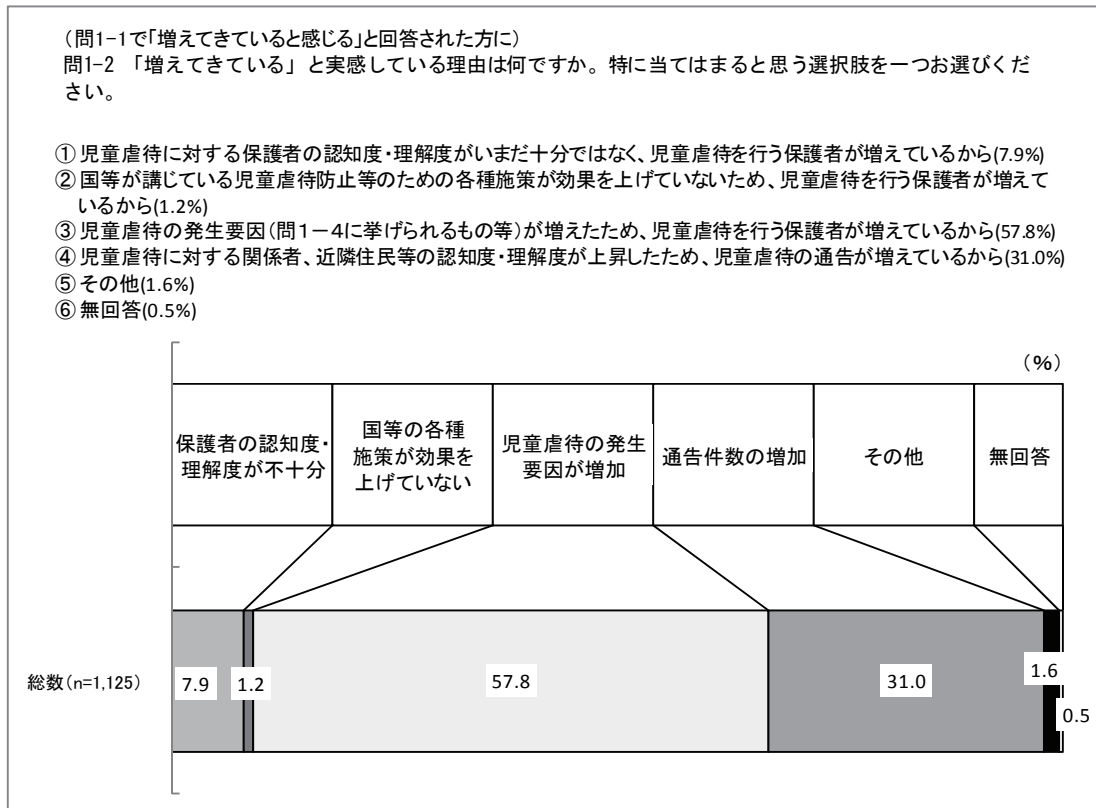 (問1-1で「増えてきていると感じる」と回答された方に)
問1-2 「増えてきている」と実感している理由は何ですか。特に当てはまると思う選択肢を一つお選びくだ
さい。
① 児童虐待に対する保護者の認知度・理解度がいまだ十分ではなく、児童虐待を行う保護者が増えているから(7.9%)
② 国等が講じている児童虐待防止等のための各種施策が効果を上げていないため、児童虐待を行う保護者が増えて
いるから(1.2%)
③ 児童虐待の発生要因(問1－4に挙げられるもの等)が増えたため、児童虐待を行う保護者が増えているから(57.8%)
④ 児童虐待に対する関係者、近隣住民等の認知度・理解度が上昇したため、児童虐待の通告が増えているから(31.0%)
⑤ その他(1.6%)
⑥ 無回答(0.5%)
(%)
保護者の認知度・
理解度が不十分
国等の各種
施策が効果を
上げていない
児童虐待の発生
要因が増加
通告件数の増加
その他
無回答
総数(n=1,125)
7.9
1.2
57.8
31.0
1.6
0.5